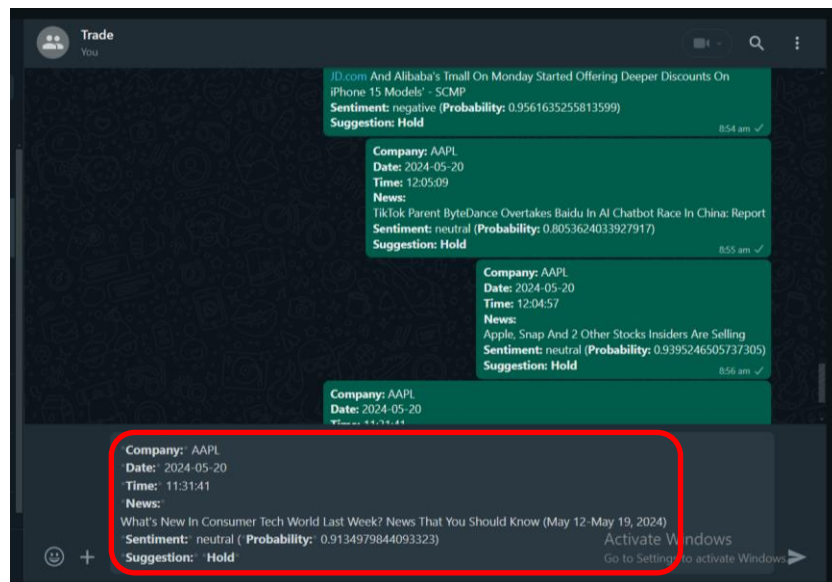 Trade
You
JD.com And Alibaba's Tmall On Monday Started Offering Deeper Discounts On
iPhone 15 Models' - SCMP
Sentiment: negative (Probability: 0.9561635255813599)
Suggestion: Hold
8:54 am
Company: AAPL
Date: 2024-05-20
Time: 12:05:09
News:
TikTok Parent ByteDance Overtakes Baidu In AI Chatbot Race In China: Report
Sentiment: neutral (Probability: 0.8053624033927917)
Suggestion: Hold
8:55 am
Company: AAPL
Date: 2024-05-20
Time: 12:04:57
News:
Apple, Snap And 2 Other Stocks Insiders Are Selling
Sentiment: neutral (Probability: 0.9395246505737305)
Suggestion: Hold
8:56 am
Company: AAPL
Date: 2024-05-20
Time: 11:31:41
*Company:* AAPL
*Date:* 2024-05-20
*Time:* 11:31:41
*News:*
What's New In Consumer Tech World Last Week? News That You Should Know (May 12-May 19, 2024)
*Sentiment:* neutral (*Probability:* 0.9134979844093323)
*Suggestion:* *Hold*
Activate Windows
Go to Settings to activate Windows.